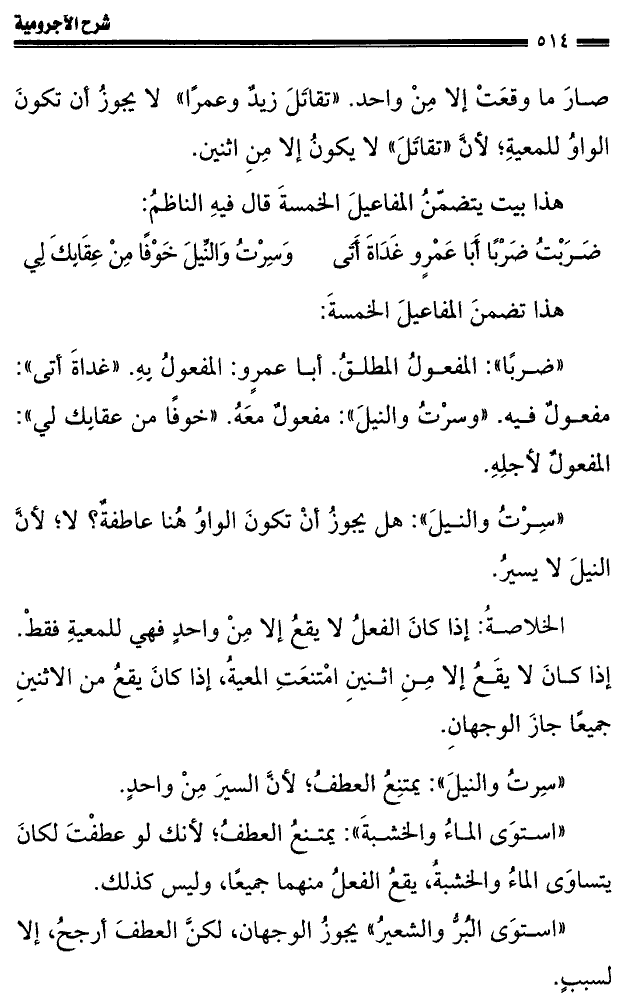 شرح الآجرومية
٥١٤
صارَ ما وقعَتْ إلا مِنْ واحد. «تقاتَلَ زيدٌ وعمرًا» لا يجوزُ أن تكونَ
الواوُ للمعيةِ؛ لأنَّ «تقاتَلَ» لا يكونُ إلا مِنِ اثنين.
هذا بيت يتضمّنُ المفاعيلَ الخمسةَ قال فيهِ الناظمُ:
ضَرَبْتُ ضَرْبًا أَبَا عَمْرٍو غَدَاةَ أَتَى وَسِرْتُ وَالنِّيلَ خَوْفًا مِنْ عِقَابِكَ لِي
هذا تضمنَ المفاعيلَ الخمسةَ:
«ضربًا»: المفعولُ المطلقُ. أبا عمرٍو: المفعولُ بِهِ. «غداةَ أتى»:
مفعولٌ فيه. «وسرْتُ والنيلَ»: مفعولٌ معَهُ. «خوفًا من عقابِك لي»:
المفعولٌ لأجلِهِ.
«سِرْتُ والنيلَ»: هل يجوزُ أنْ تكونَ الواوُ هُنا عاطفةٌ؟ لا؛ لأنَّ
النيلَ لا يسيرُ.
الخلاصةُ: إذا كانَ الفعلُ لا يقعُ إلا مِنْ واحدٍ فهي للمعيةِ فقطْ.
إذا كانَ لا يقَعُ إلا مِنِ اثنينِ امْتنعَتِ المعيةُ، إذا كانَ يقعُ من الاثنينِ
جميعًا جازَ الوجهانِ.
«سِرتُ والنيلَ»: يمتنِعُ العطفُ؛ لأنَّ السيرَ مِنْ واحدٍ.
«استوَى الماءُ والخشبةَ»: يمتنعُ العطفُ؛ لأنك لو عطفْتَ لكانَ
يتساوَى الماءُ والخشبةُ، يقعُ الفعلُ منهما جميعًا، وليس كذلك.
«استوَى البُرُّ والشعيرُ» يجوزُ الوجهان، لكنَّ العطفَ أرجحُ، إلا
لسببٍ.